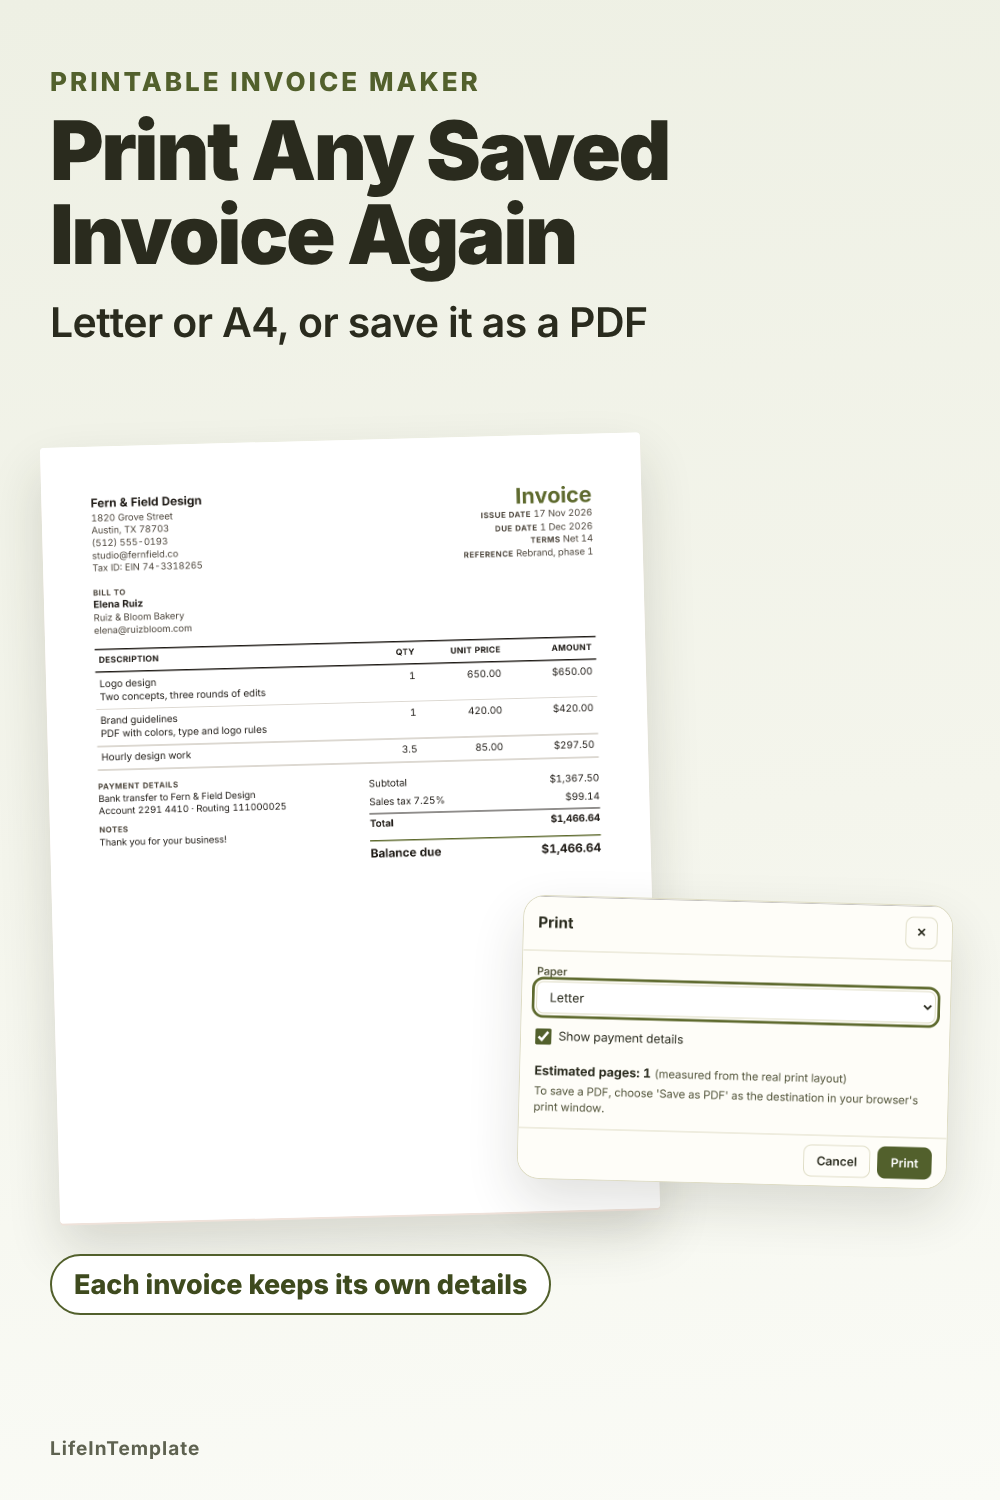 PRINTABLE INVOICE MAKER
Print Any Saved
Invoice Again
Letter or A4, or save it as a PDF
Fern & Field Design
1820 Grove Street
Austin, TX 78703
(512) 555-0193
studio@fernfield.co
Tax ID: EIN 74-3318265
Invoice
ISSUE DATE 17 Nov 2026
DUE DATE 1 Dec 2026
TERMS Net 14
REFERENCE Rebrand, phase 1
BILL TO
Elena Ruiz
Ruiz & Bloom Bakery
elena@ruizbloom.com
DESCRIPTION QTY UNIT PRICE AMOUNT
Logo design 1 650.00 $650.00
Two concepts, three rounds of edits
Brand guidelines 1 420.00 $420.00
PDF with colors, type and logo rules
Hourly design work 3.5 85.00 $297.50
PAYMENT DETAILS
Bank transfer to Fern & Field Design
Account 2291 4410 · Routing 111000025
NOTES
Thank you for your business!
Subtotal $1,367.50
Sales tax 7.25% $99.14
Total $1,466.64
Balance due $1,466.64
Print ×
Paper
Letter
Show payment details
Estimated pages: 1 (measured from the real print layout)
To save a PDF, choose 'Save as PDF' as the destination in your browser's
print window.
Cancel Print
Each invoice keeps its own details
LifeInTemplate